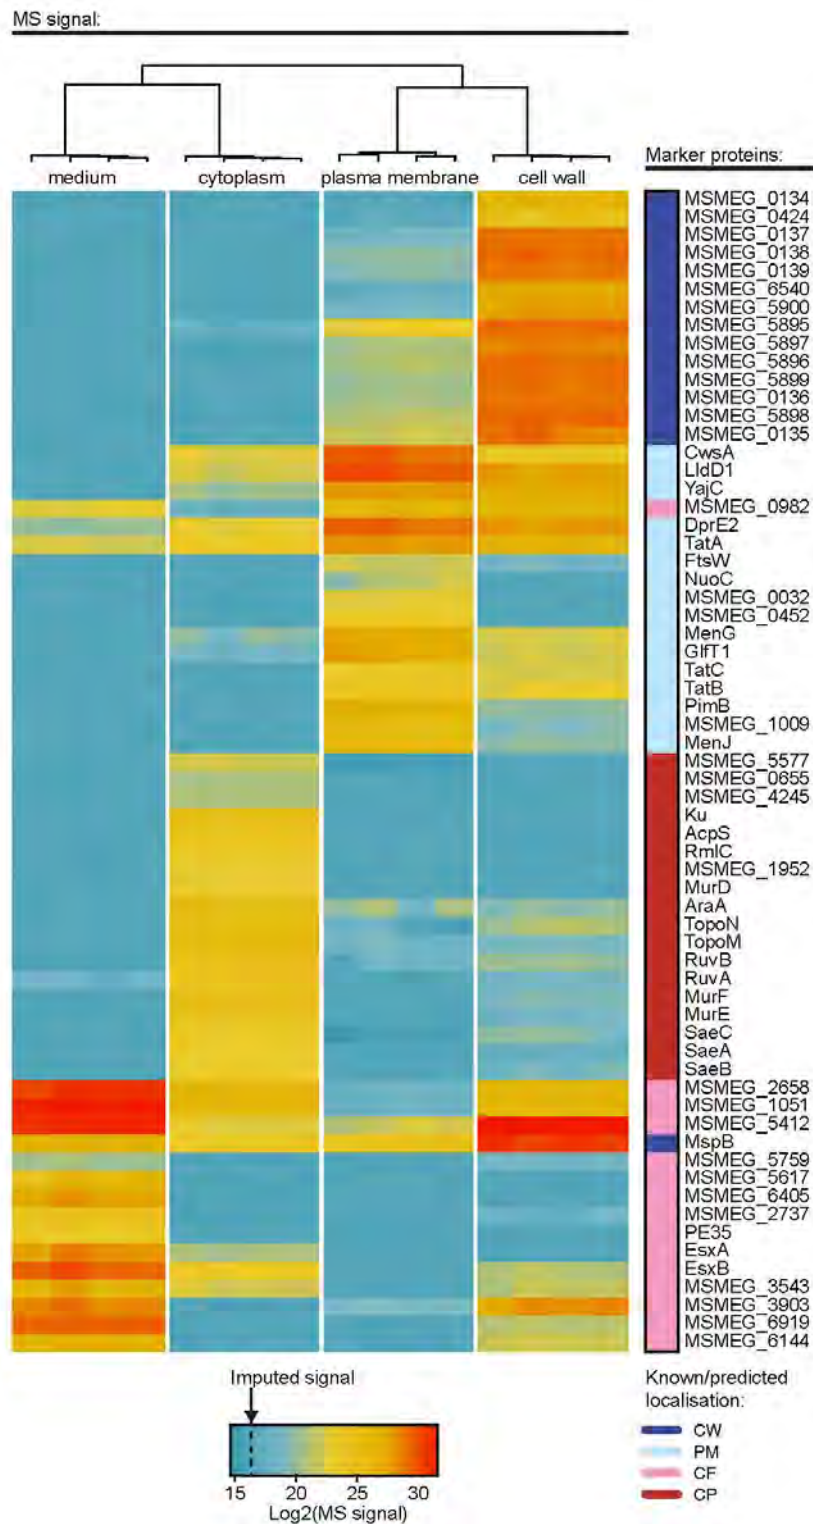 MS signal:
medium
cytoplasm
plasma membrane
cell wall
Marker proteins:
MSMEG_0134
MSMEG_0424
MSMEG_0137
MSMEG_0138
MSMEG_0139
MSMEG_6540
MSMEG_5900
MSMEG_5895
MSMEG_5897
MSMEG_5896
MSMEG_5899
MSMEG_0136
MSMEG_5898
MSMEG_0135
CwsA
LldD1
YajC
MSMEG_0982
DprE2
TatA
FtsW
NuoC
MSMEG_0032
MSMEG_0452
MenG
GlfT1
TatC
TatB
PimB
MSMEG_1009
MenJ
MSMEG_5577
MSMEG_0655
MSMEG_4245
Ku
AcpS
RmlC
MSMEG_1952
MurD
AraA
TopoN
TopoM
RuvB
RuvA
MurF
MurE
SaeC
SaeA
SaeB
MSMEG_2658
MSMEG_1051
MSMEG_5412
MspB
MSMEG_5759
MSMEG_5617
MSMEG_6405
MSMEG_2737
PE35
EsxA
EsxB
MSMEG_3543
MSMEG_3903
MSMEG_6919
MSMEG_6144
Imputed signal
15 20 25 30
Log2(MS signal)
Known/predicted
localisation:
CW
PM
CF
CP